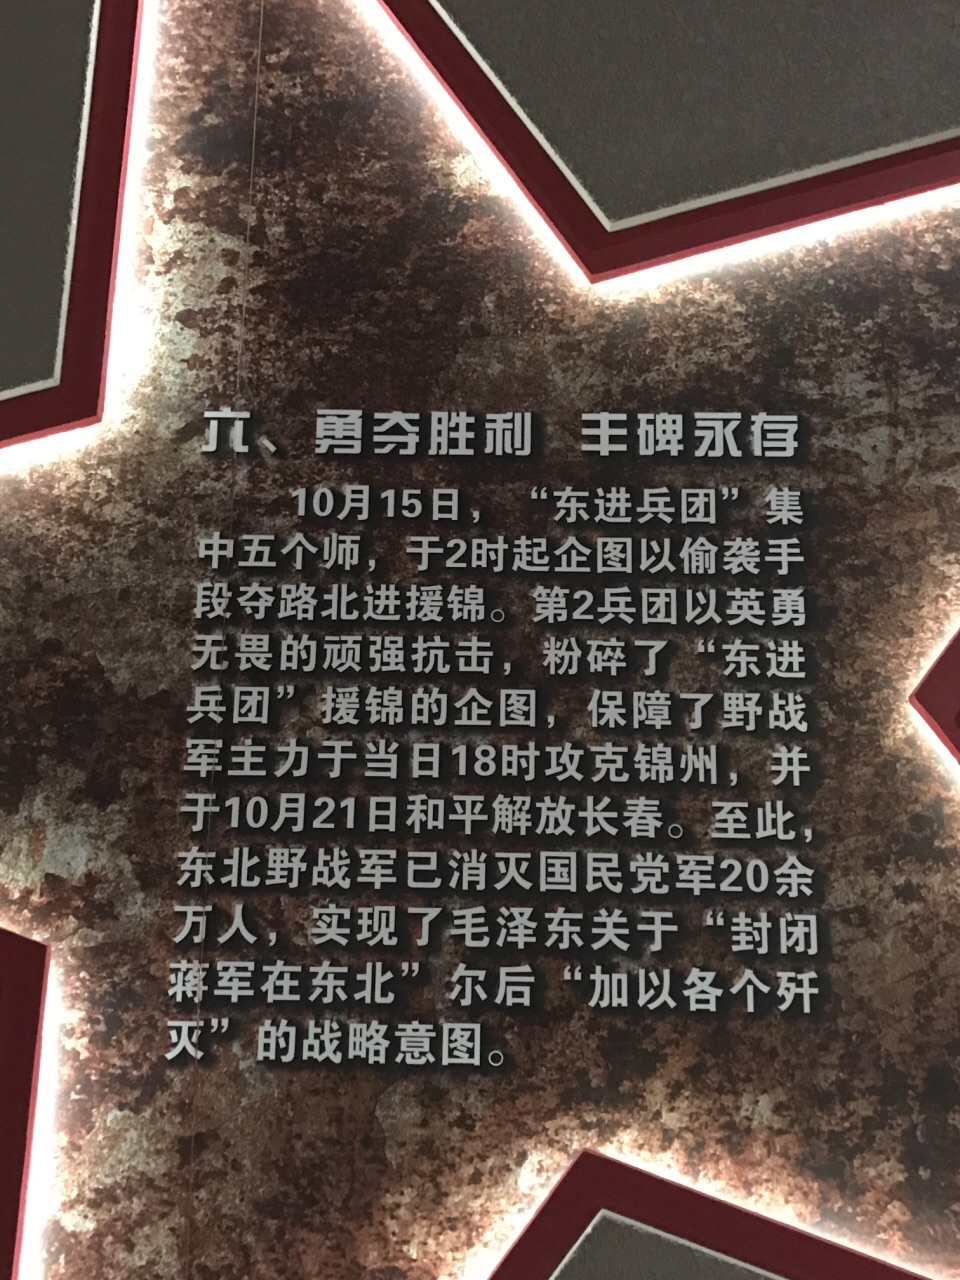 六、勇夺胜利 丰碑永存
10月15日，“东进兵团”集
中五个师，于2时起企图以偷袭手
段夺路北进援锦。第2兵团以英勇
无畏的顽强抗击，粉碎了“东进
兵团”援锦的企图，保障了野战
军主力于当日18时攻克锦州，并
于10月21日和平解放长春。至此，
东北野战军已消灭国民党军20余
万人，实现了毛泽东关于“封闭
蒋军在东北”尔后“加以各个歼
灭”的战略意图。